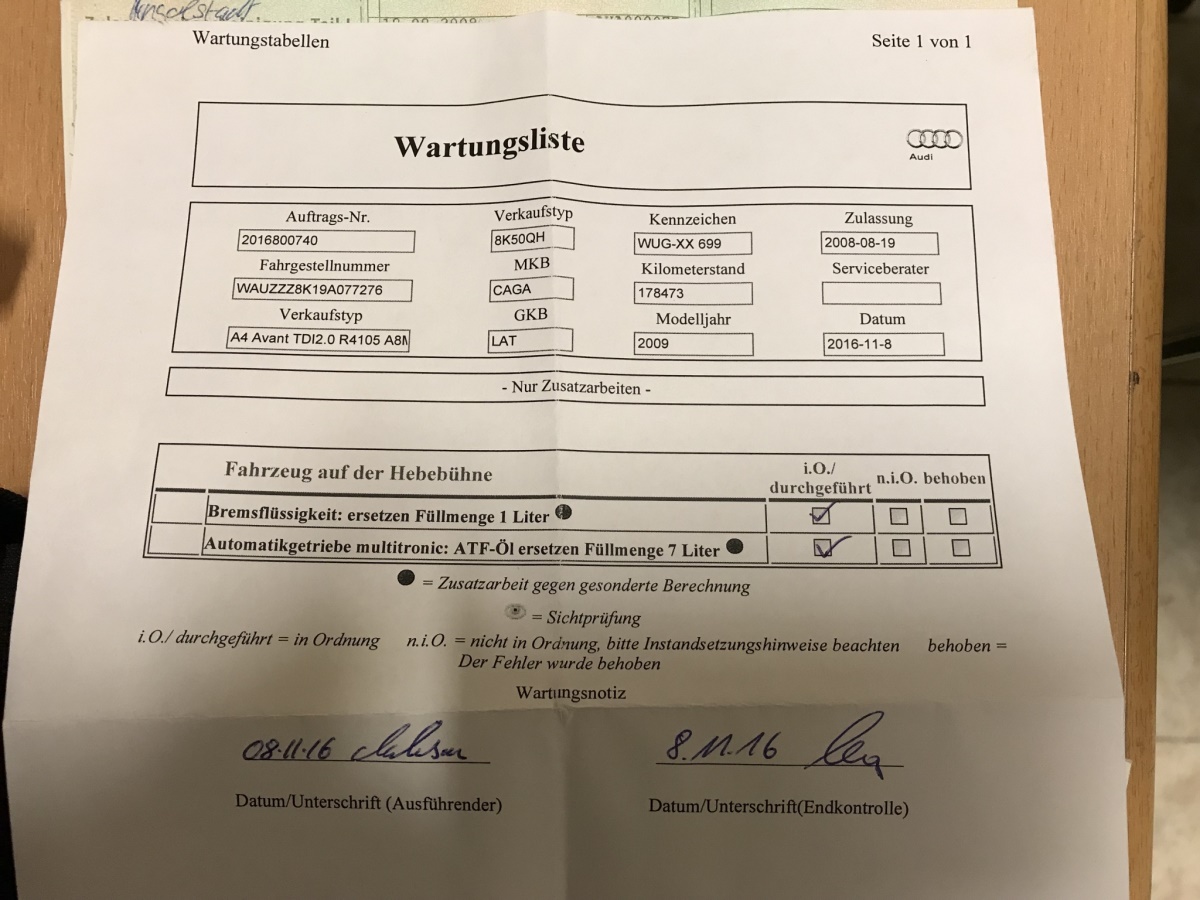 Ingolstadt
Wartungstabellen
Seite 1 von 1
Wartungsliste
Audi
Auftrags-Nr. Verkaufstyp Kennzeichen Zulassung
2016800740 8K50QH WUG-XX 699 2008-08-19
Fahrgestellnummer MKB Kilometerstand Serviceberater
WAUZZZ8K19A077276 CAGA 178473
Verkaufstyp GKB Modelljahr Datum
A4 Avant TDI2.0 R4105 A8M LAT 2009 2016-11-8
- Nur Zusatzarbeiten -
Fahrzeug auf der Hebebühne i.O./ durchgeführt n.i.O. behoben
Bremsflüssigkeit: ersetzen Füllmenge 1 Liter
Automatikgetriebe multitronic: ATF-Öl ersetzen Füllmenge 7 Liter
= Zusatzarbeit gegen gesonderte Berechnung
= Sichtprüfung
i.O./ durchgeführt = in Ordnung n.i.O. = nicht in Ordnung, bitte Instandsetzungshinweise beachten behoben =
Der Fehler wurde behoben
Wartungsnotiz
08.11.16 8.11.16
Datum/Unterschrift (Ausführender) Datum/Unterschrift(Endkontrolle)